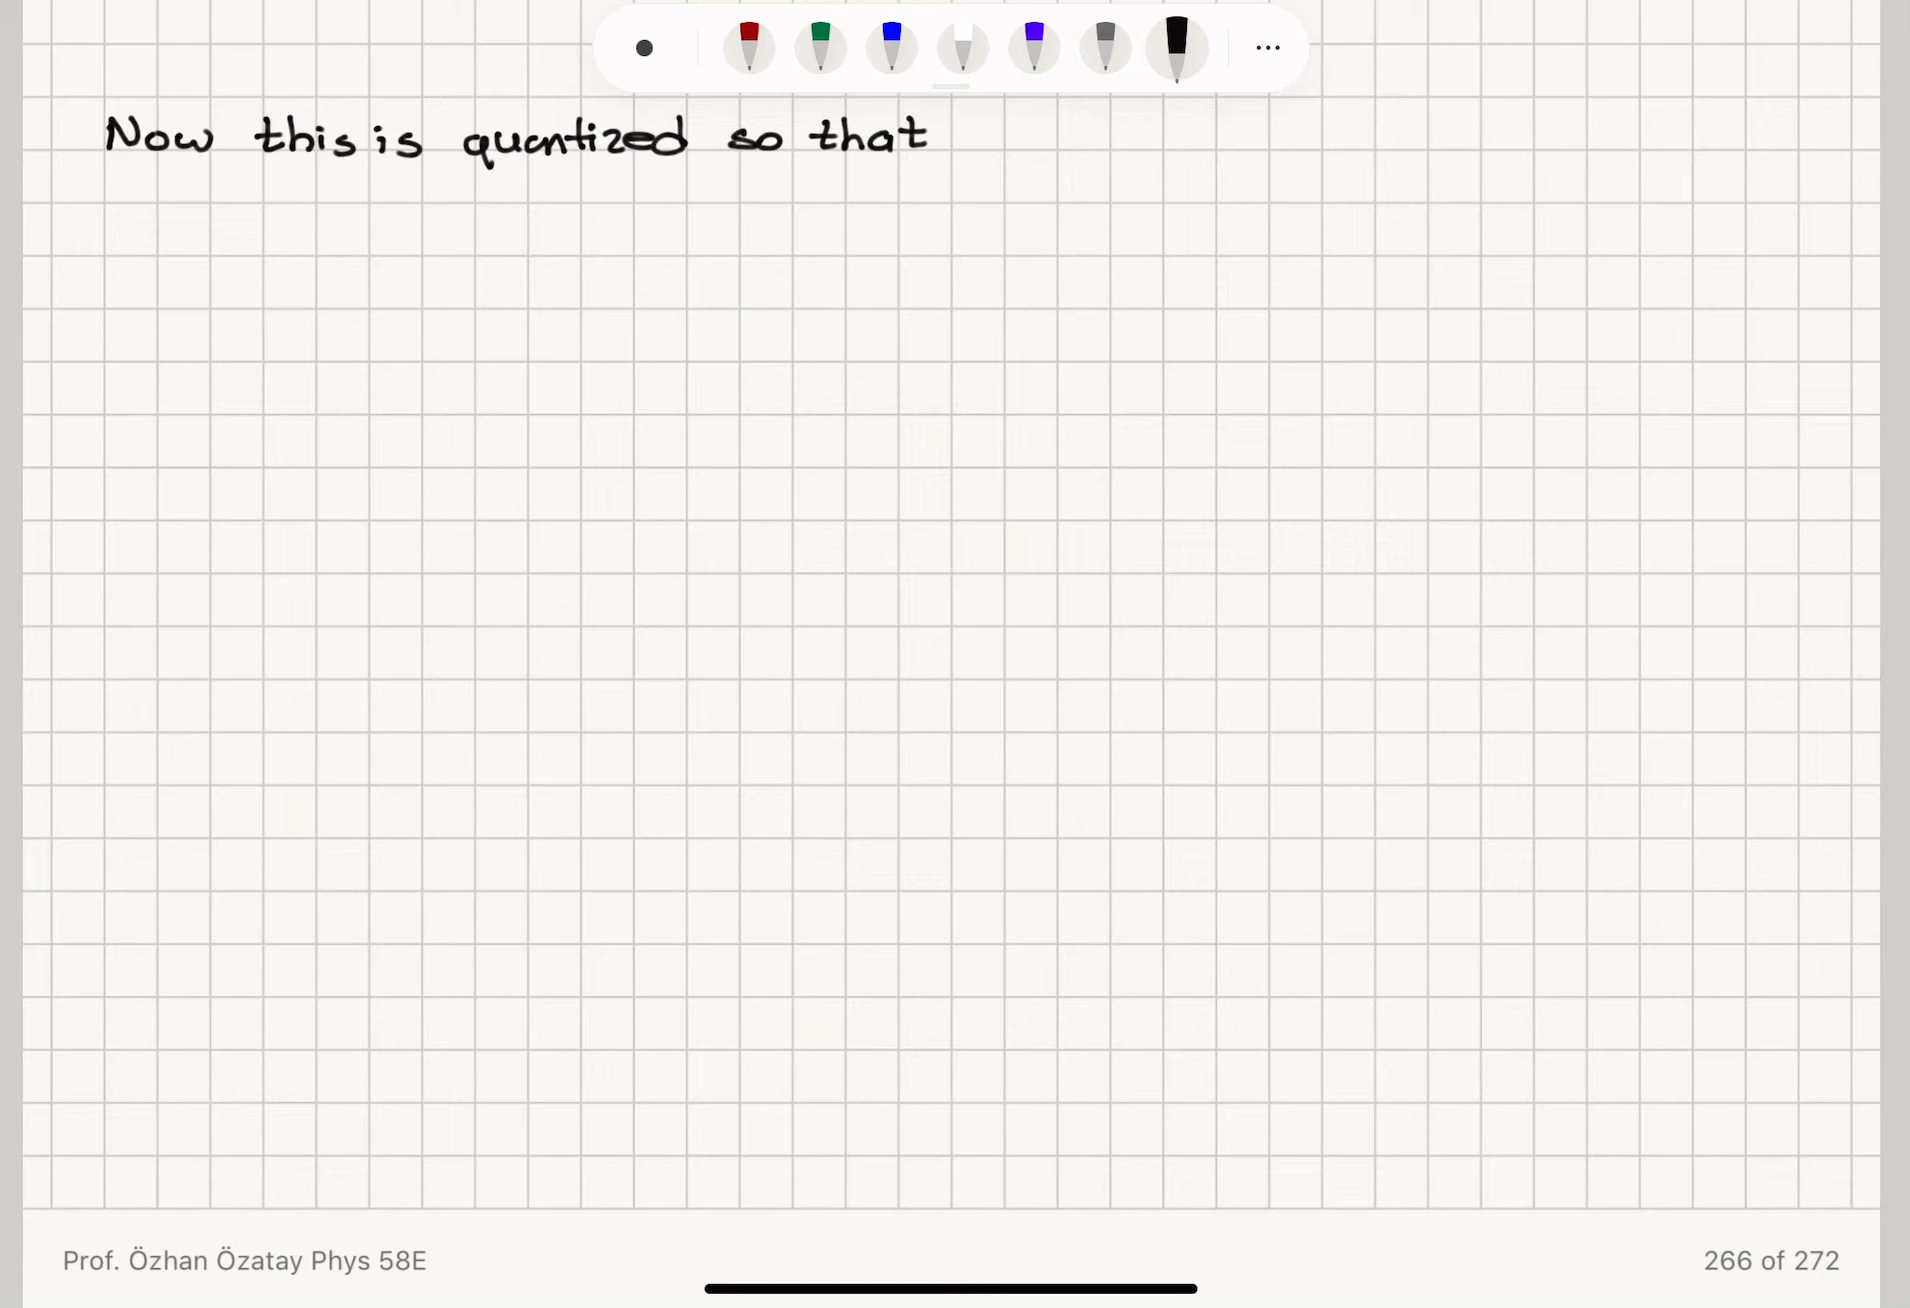 Now this is quantized so that
Prof. Özhan Özatay Phys 58E
266 of 272